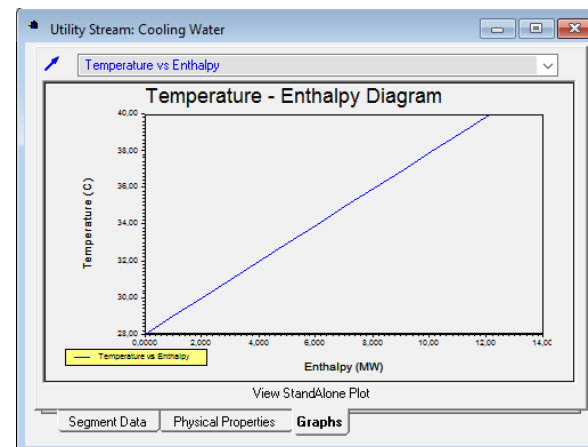 Utility Stream: Cooling Water
Temperature vs Enthalpy
Temperature - Enthalpy Diagram
40,00
38,00
36,00
34,00
32,00
30,00
28,00
Temperature (C)
0,0000 2,000 4,000 6,000 8,000 10,00 12,00 14,00
Temperature vs Enthalpy
Enthalpy (MW)
View StandAlone Plot
Segment Data Physical Properties Graphs